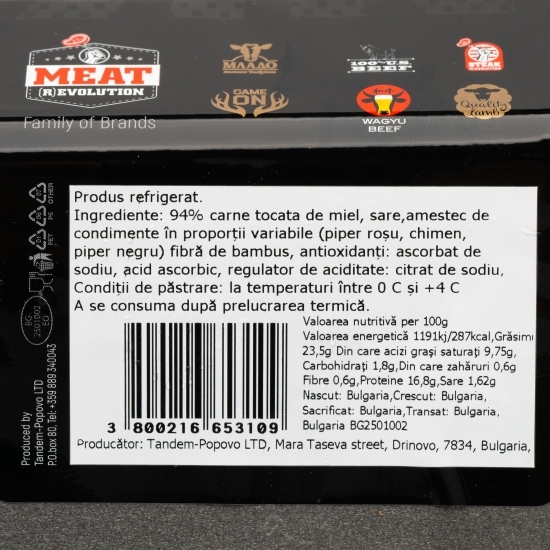 MEAT
(R)EVOLUTION
Family of Brands
МАЛЛО
GAME
ON
100% U.S.
BEEF
WAGYU
BEEF
STEAK
Quality
Lamb
PET
PS
OTHER
BG
2501002
EO
Produced by
Tandem-Popovo LTD
P.O.box 80, Tel: +359 889 340043
Produs refrigerat.
Ingrediente: 94% carne tocata de miel, sare,amestec de
condimente în proporții variabile (piper roșu, chimen,
piper negru) fibră de bambus, antioxidanți: ascorbat de
sodiu, acid ascorbic, regulator de aciditate: citrat de sodiu,
Condiții de păstrare: la temperaturi între 0 C și +4 C
A se consuma după prelucrarea termică.
Valoarea nutritivă per 100g
Valoarea energetică 1191kj/287kcal,Grăsimi
23,5g Din care acizi grași saturați 9,75g,
Carbohidrați 1,8g,Din care zahăruri 0,6g
Fibre 0,6g,Proteine 16,8g,Sare 1,62g
Nascut: Bulgaria,Crescut: Bulgaria,
Sacrificat: Bulgaria,Transat: Bulgaria,
Bulgaria BG2501002
3 800216 653109
Producător: Tandem-Popovo LTD, Mara Taseva street, Drinovo, 7834, Bulgaria,